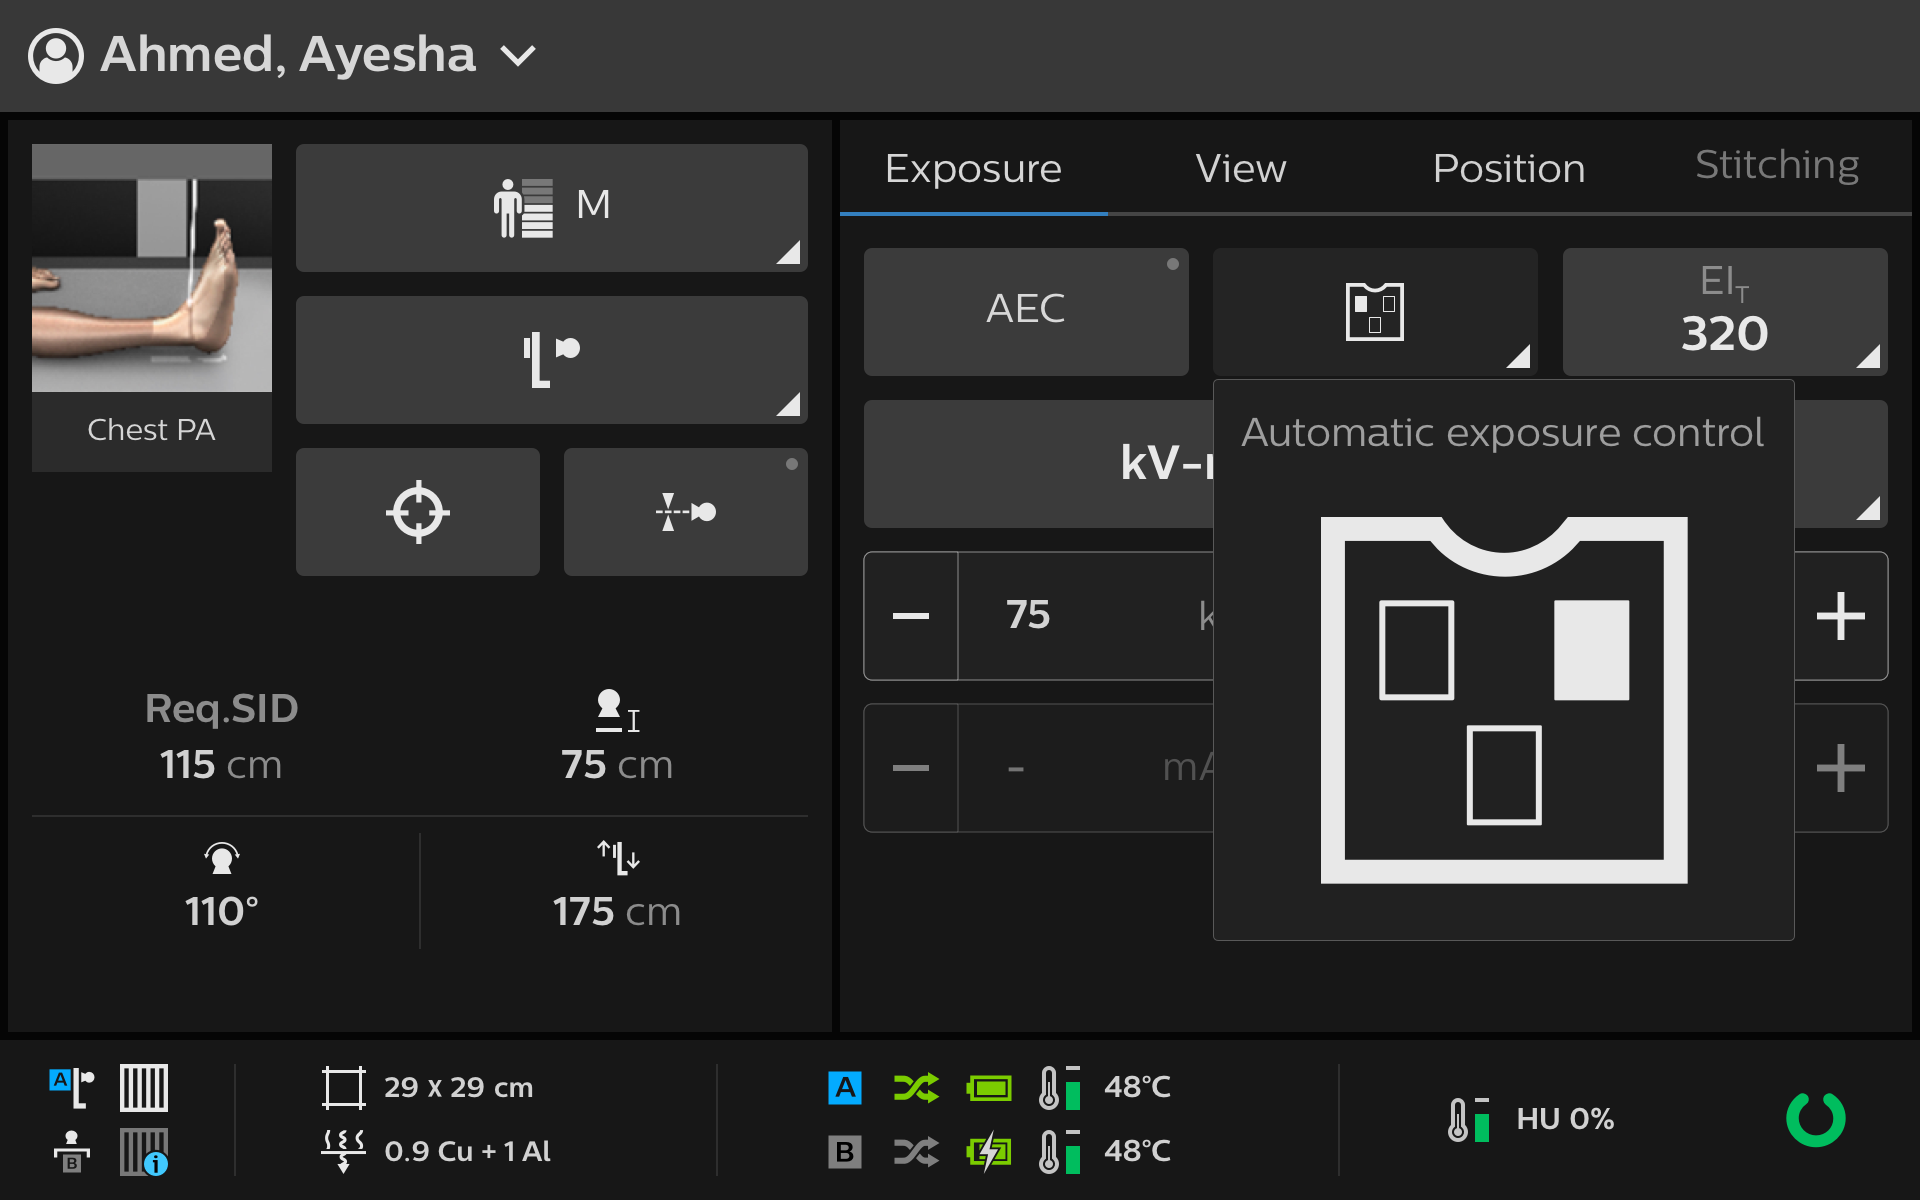 Ahmed, Ayesha
Chest PA
M
Req.SID
115 cm
75 cm
110°
175 cm
Exposure
View
Position
Stitching
AEC
EIT
320
75
-
Automatic exposure control
A
B
i
29 x 29 cm
0.9 Cu + 1 Al
A
48°C
B
48°C
HU 0%